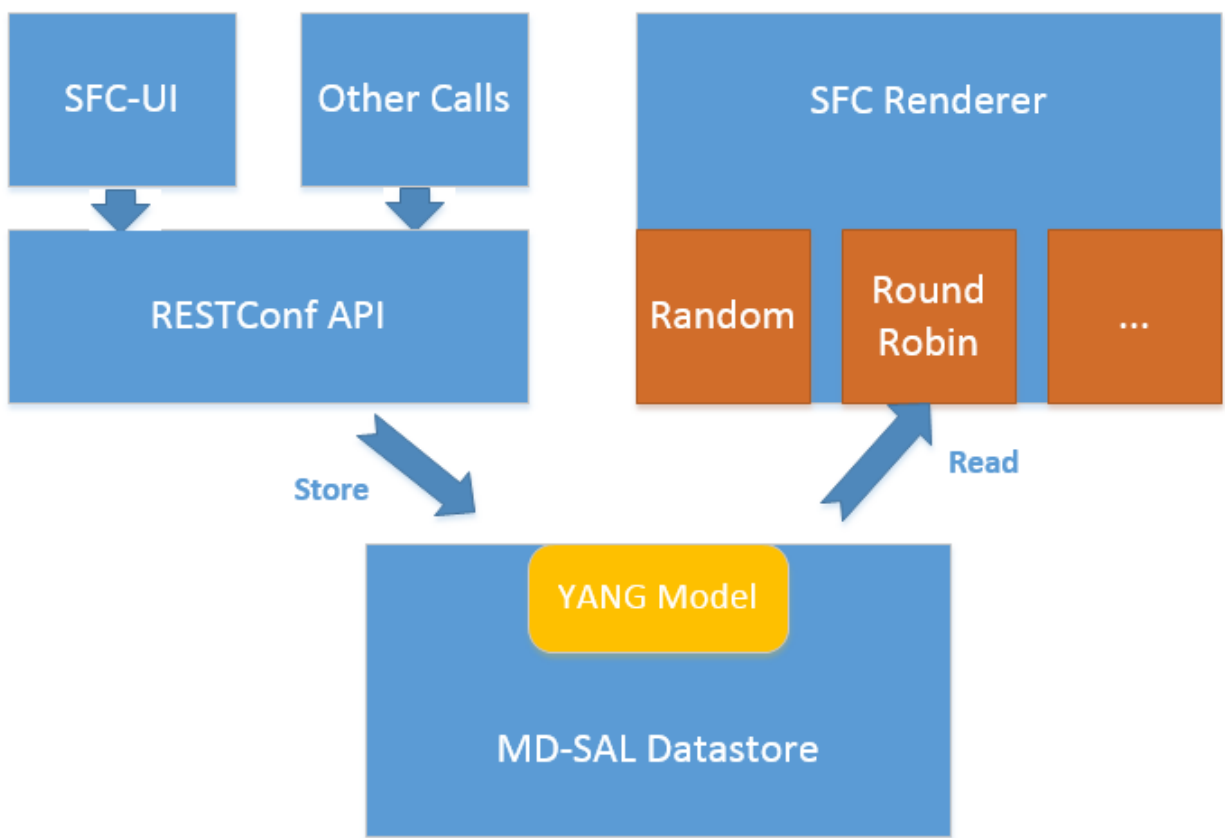 SFC-UI
Other Calls
SFC Renderer
RESTConf API
Random
Round
Robin
...
Store
Read
YANG Model
MD-SAL Datastore